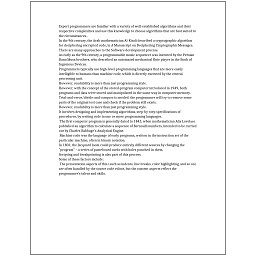 Expert programmers are familiar with a variety of well-established algorithms and their
respective complexities and use this knowledge to choose algorithms that are best suited to
the circumstances.
In the 9th century, the Arab mathematician Al-Kindi described a cryptographic algorithm
for deciphering encrypted code, in A Manuscript on Deciphering Cryptographic Messages.
There are many approaches to the Software development process.
As early as the 9th century, a programmable music sequencer was invented by the Persian
Banu Musa brothers, who described an automated mechanical flute player in the Book of
Ingenious Devices.
Programmers typically use high-level programming languages that are more easily
intelligible to humans than machine code, which is directly executed by the central
processing unit.
However, readability is more than just programming style.
However, with the concept of the stored-program computer introduced in 1949, both
programs and data were stored and manipulated in the same way in computer memory.
Trial-and-error/divide-and-conquer is needed: the programmer will try to remove some
parts of the original test case and check if the problem still exists.
However, readability is more than just programming style.
It involves designing and implementing algorithms, step-by-step specifications of
procedures, by writing code in one or more programming languages.
The first computer program is generally dated to 1843, when mathematician Ada Lovelace
published an algorithm to calculate a sequence of Bernoulli numbers, intended to be carried
out by Charles Babbage's Analytical Engine.
Machine code was the language of early programs, written in the instruction set of the
particular machine, often in binary notation.
In 1801, the Jacquard loom could produce entirely different weaves by changing the
"program" – a series of pasteboard cards with holes punched in them.
Scripting and breakpointing is also part of this process.
Some of these factors include:
The presentation aspects of this (such as indents, line breaks, color highlighting, and so on)
are often handled by the source code editor, but the content aspects reflect the
programmer's talent and skills.